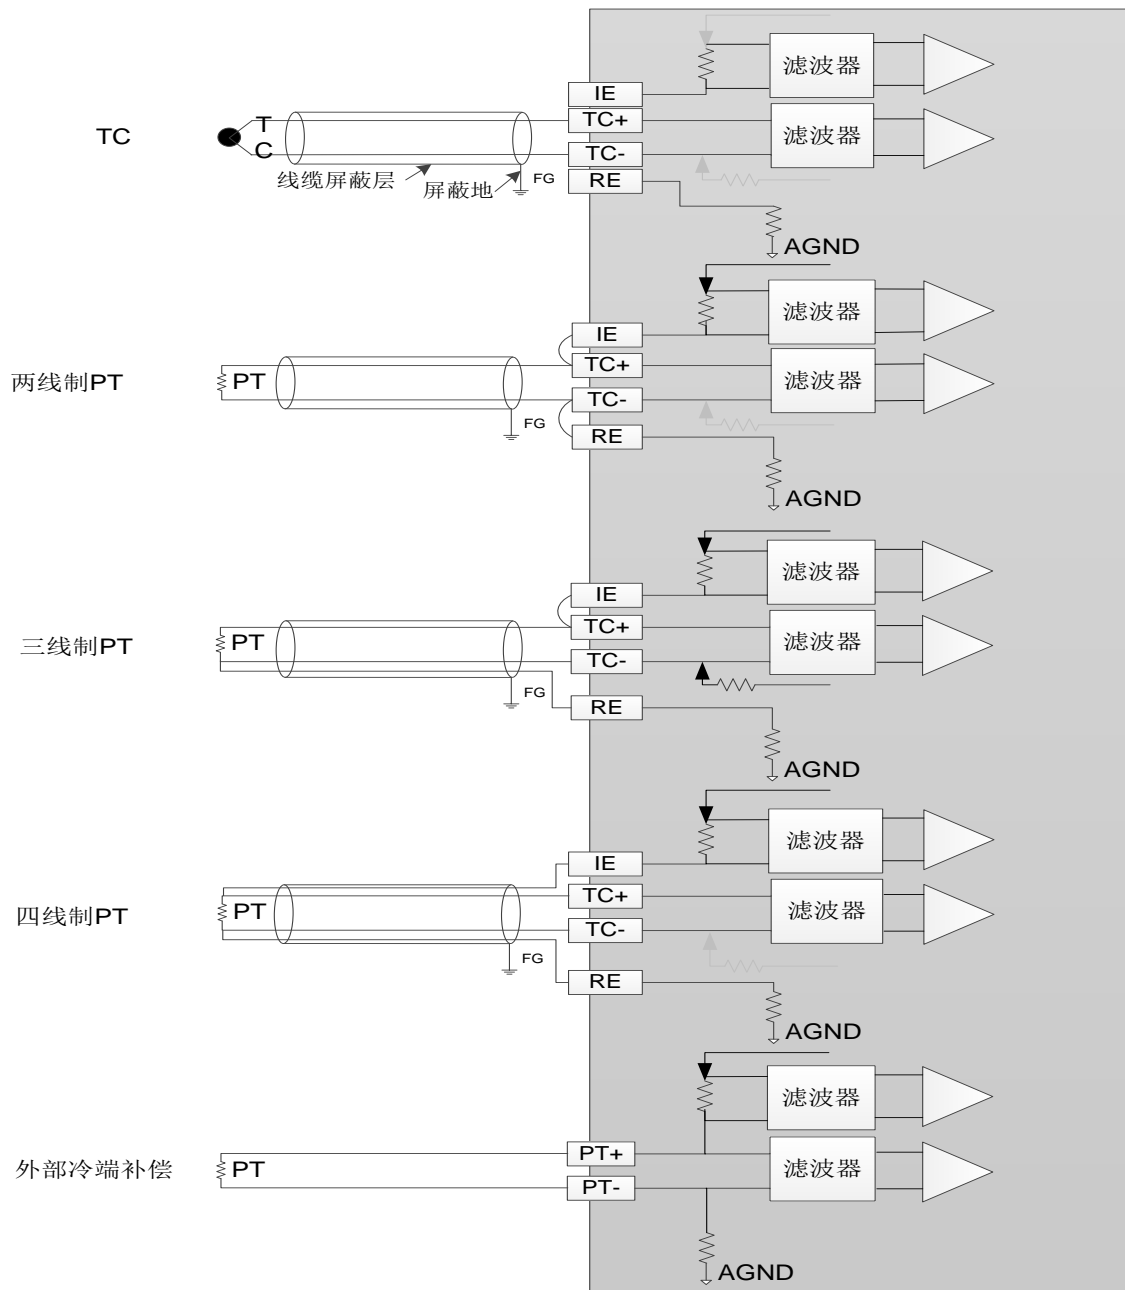 滤波器
IE
TC
T
C
TC+
滤波器
TC-
线缆屏蔽层
屏蔽地
FG
RE
AGND
滤波器
IE
两线制PT
PT
TC+
滤波器
TC-
FG
RE
AGND
滤波器
IE
三线制PT
PT
TC+
滤波器
TC-
FG
RE
AGND
滤波器
IE
四线制PT
PT
TC+
滤波器
TC-
FG
RE
AGND
滤波器
外部冷端补偿
PT
PT+
滤波器
PT-
AGND